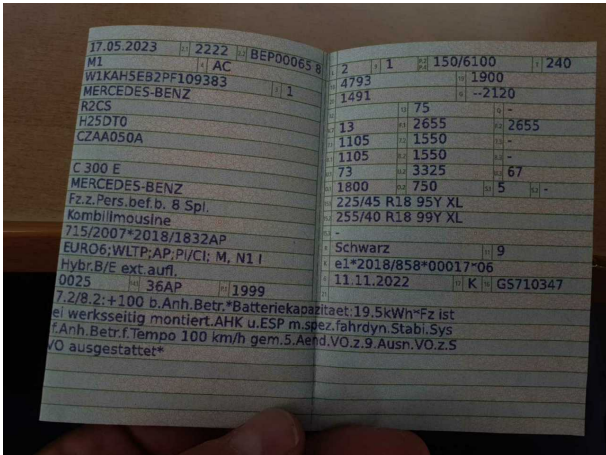 17.05.2023 2222 BEP00065 8
M1 AC
W1KAH5EB2PF109383 1
MERCEDES-BENZ
R2CS
H25DT0
CZAA050A
C 300 E
MERCEDES-BENZ
Fz.z.Pers.bef.b. 8 Spl.
Kombilimousine
715/2007*2018/1832AP
EURO6;WLTP;AP;PI/CI; M, N1 I
Hybr.B/E ext.aufl.
0025 36AP 1999
2 1 150/6100 240
4793 1900
1491 --2120
75 -
13 2655 2655
1105 1550 -
1105 1550 -
73 3325 67
1800 750 5 -
225/45 R18 95Y XL
255/40 R18 99Y XL
-
Schwarz 9
e1*2018/858*00017*06
11.11.2022 K GS710347
7.2/8.2:+100 b.Anh.Betr.*Batteriekapazitaet:19.5kWh*Fz ist
ei werksseitig montiert.AHK u.ESP m.spez.fahrdyn.Stabi.Sys
f.Anh.Betr.f.Tempo 100 km/h gem.5.Aend.VO.z.9.Ausn.VO.z.S
VO ausgestattet*